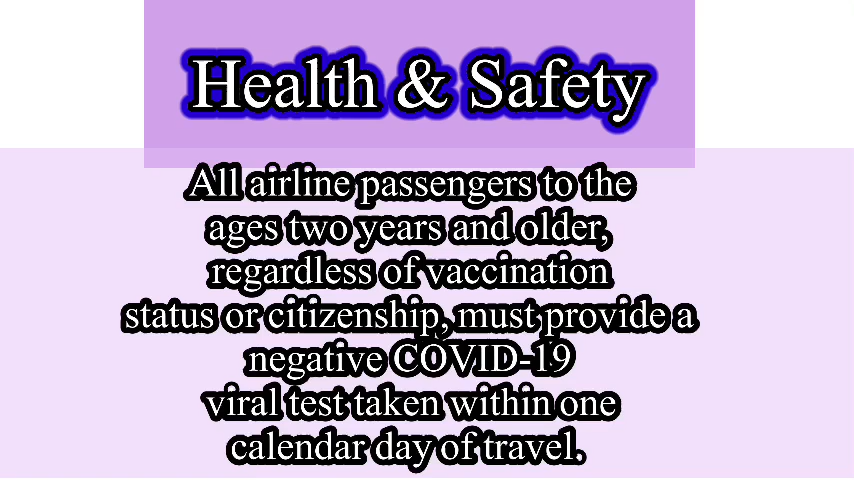 Health & Safety
All airline passengers to the
ages two years and older,
regardless of vaccination
status or citizenship, must provide a
negative COVID-19
viral test taken within one
calendar day of travel.